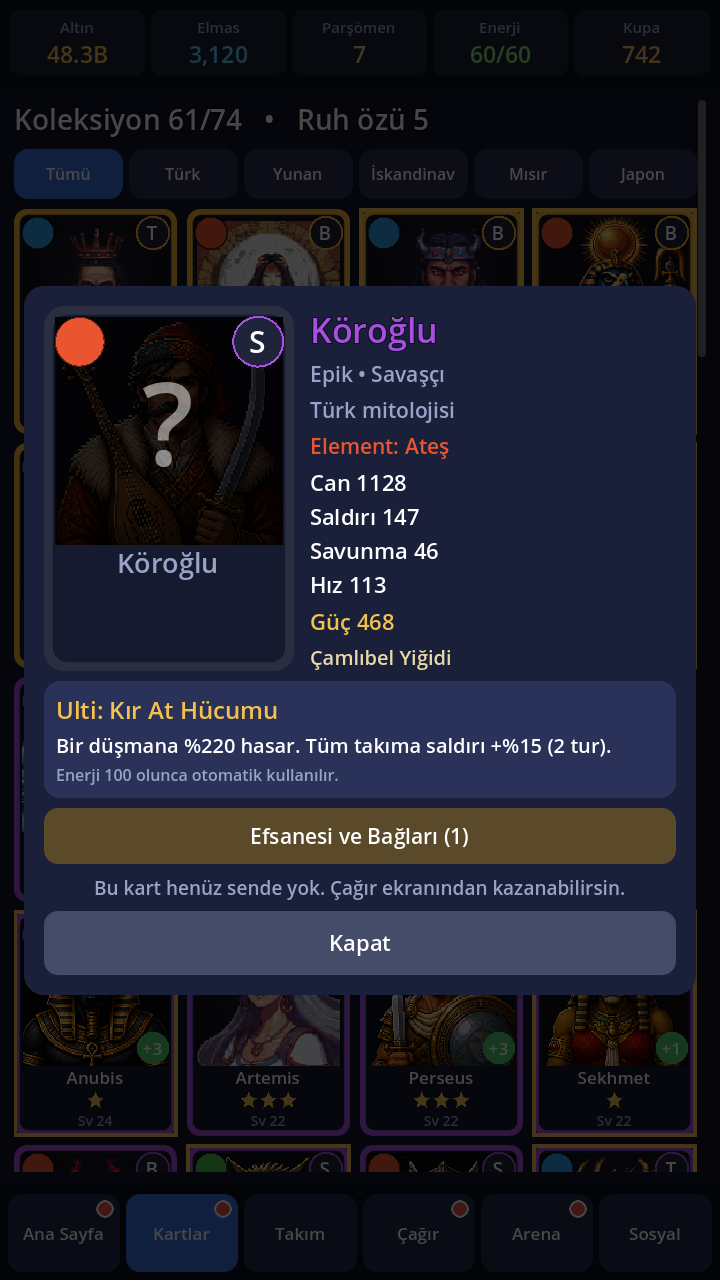 Altın
Elmas
Parşömen
Enerji
Kupa
48.3B
3,120
7
60/60
742
Koleksiyon 61/74 • Ruh özü 5
Tümü
Türk
Yunan
İskandinav
Mısır
Japon
T
B
B
B
S
?
Köroğlu
Köroğlu
Epik • Savaşçı
Türk mitolojisi
Element: Ateş
Can 1128
Saldırı 147
Savunma 46
Hız 113
Güç 468
Çamlıbel Yiğidi
Ulti: Kır At Hücumu
Bir düşmana %220 hasar. Tüm takıma saldırı +%15 (2 tur).
Enerji 100 olunca otomatik kullanılır.
Efsanesi ve Bağları (1)
Bu kart henüz sende yok. Çağır ekranından kazanabilirsin.
Kapat
+3
+3
+1
Anubis
Artemis
Perseus
Sekhmet
Sv 24
Sv 22
Sv 22
Sv 22
B
S
S
T
Ana Sayfa
Kartlar
Takım
Çağır
Arena
Sosyal